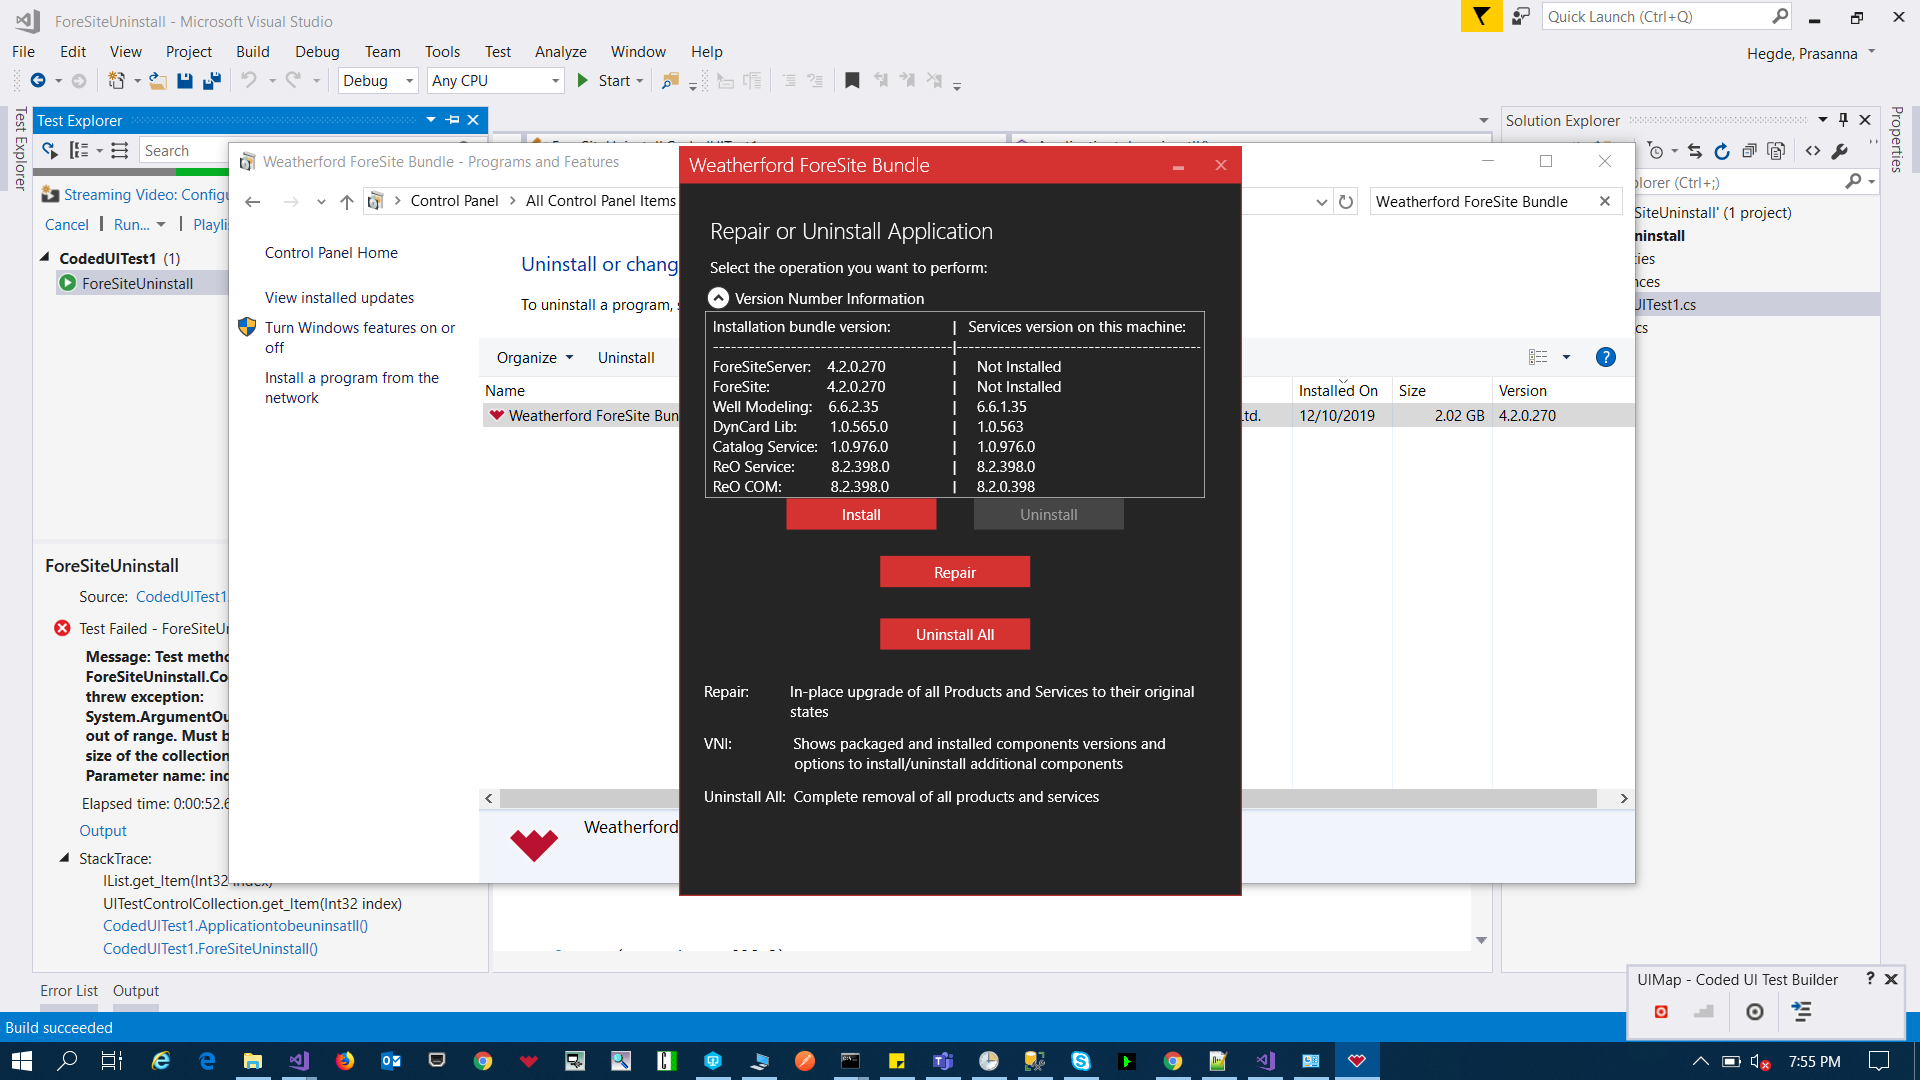 ForeSiteUninstall - Microsoft Visual Studio
Quick Launch (Ctrl+Q)
File Edit View Project Build Debug Team Tools Test Analyze Window Help
Hegde, Prasanna
Debug Any CPU Start
Test Explorer
Test Explorer
Search
Streaming Video: Configu
Cancel Run... Playli
CodedUITest1 (1)
ForeSiteUninstall
ForeSiteUninstall
Source: CodedUITest1
Test Failed - ForeSiteU
Message: Test metho
ForeSiteUninstall.Co
threw exception:
System.ArgumentOu
out of range. Must b
size of the collection
Parameter name: ind
Elapsed time: 0:00:52.6
Output
StackTrace:
IList.get_Item(Int32 index)
UITestControlCollection.get_Item(Int32 index)
CodedUITest1.Applicationtobeuninsatll()
CodedUITest1.ForeSiteUninstall()
Error List Output
Build succeeded
Weatherford ForeSite Bundle - Programs and Features
Control Panel All Control Panel Items
Weatherford ForeSite Bundle
Control Panel Home
View installed updates
Turn Windows features on or
off
Install a program from the
network
Uninstall or chang
To uninstall a program,
Organize Uninstall
Name Installed On Size Version
Weatherford ForeSite Bun td. 12/10/2019 2.02 GB 4.2.0.270
Weatherford
Weatherford ForeSite Bundle
Repair or Uninstall Application
Select the operation you want to perform:
Version Number Information
Installation bundle version: | Services version on this machine:
ForeSiteServer: 4.2.0.270 | Not Installed
ForeSite: 4.2.0.270 | Not Installed
Well Modeling: 6.6.2.35 | 6.6.1.35
DynCard Lib: 1.0.565.0 | 1.0.563
Catalog Service: 1.0.976.0 | 1.0.976.0
ReO Service: 8.2.398.0 | 8.2.398.0
ReO COM: 8.2.398.0 | 8.2.0.398
Install Uninstall
Repair
Uninstall All
Repair: In-place upgrade of all Products and Services to their original
states
VNI: Shows packaged and installed components versions and
options to install/uninstall additional components
Uninstall All: Complete removal of all products and services
Solution Explorer
Properties
plorer (Ctrl+;)
SiteUninstall' (1 project)
ninstall
ties
nces
UITest1.cs
cs
UIMap - Coded UI Test Builder ?
7:55 PM